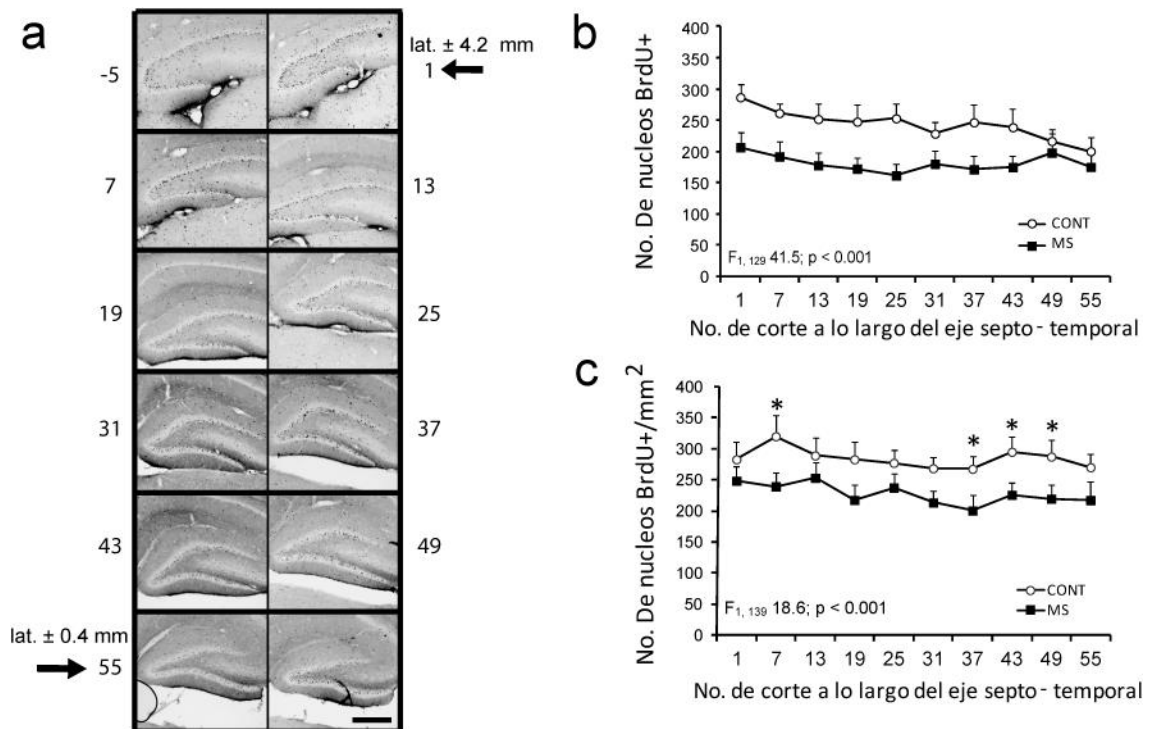 a
lat. ± 4.2 mm
-5
1
7
13
19
25
31
37
43
49
lat. ± 0.4 mm
55
b
No. De nucleos BrdU+
400
350
300
250
200
150
100
50
0
CONT
MS
F1, 129 41.5; p < 0.001
1 7 13 19 25 31 37 43 49 55
No. de corte a lo largo del eje septo - temporal
c
No. De nucleos BrdU+/mm²
400
350
300
250
200
150
100
50
0
* * * *
CONT
MS
F1, 139 18.6; p < 0.001
1 7 13 19 25 31 37 43 49 55
No. de corte a lo largo del eje septo - temporal